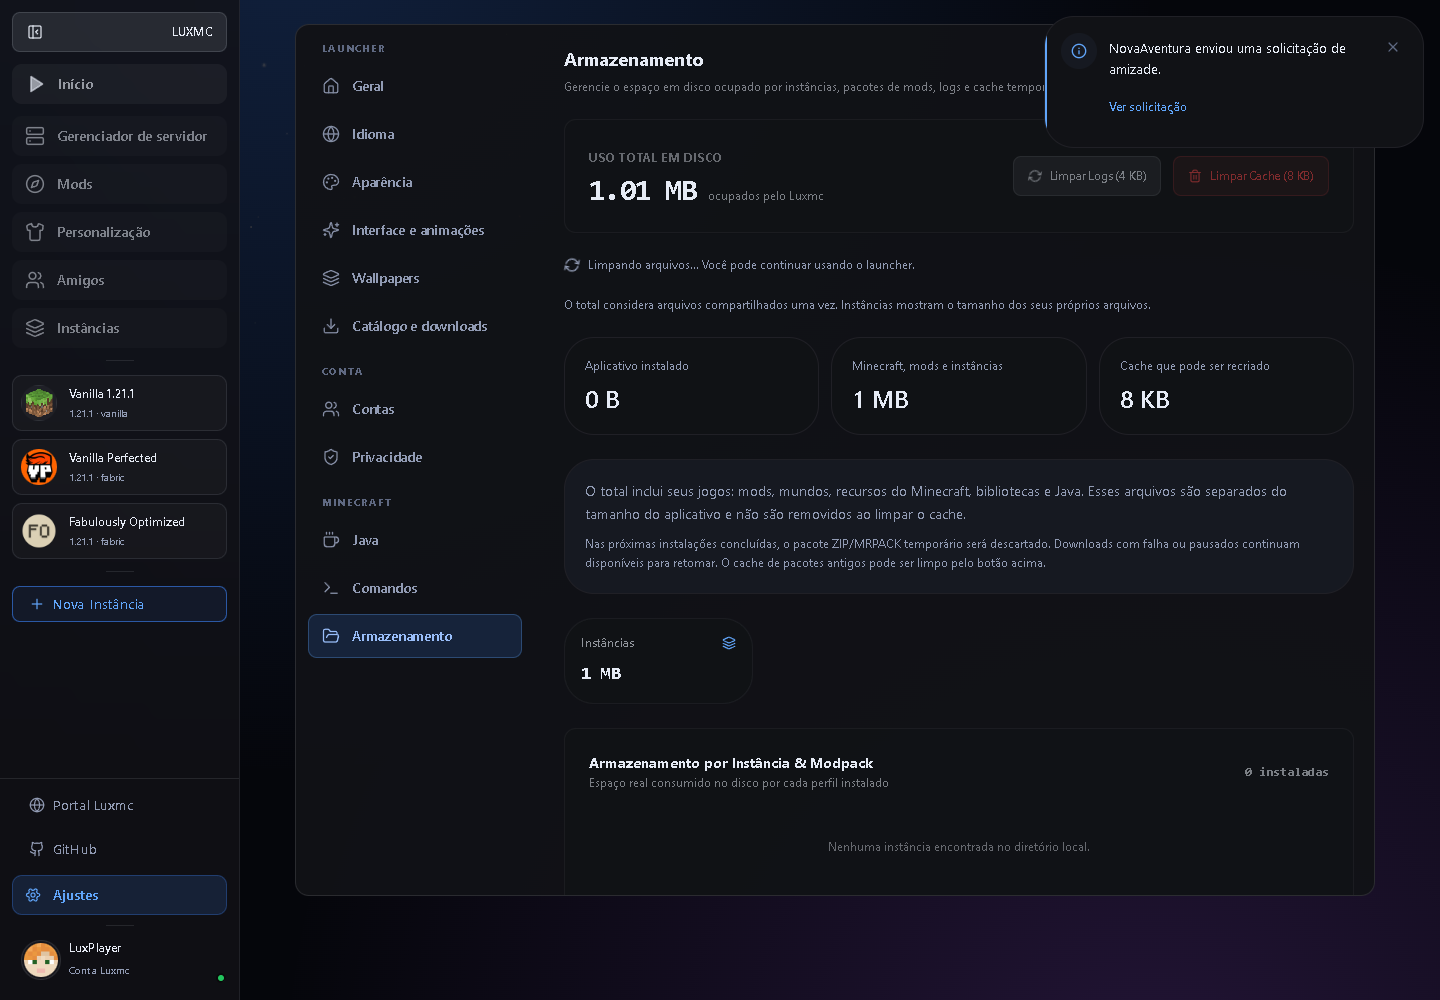 LUXMC
Início
Gerenciador de servidor
Mods
Personalização
Amigos
Instâncias
Vanilla 1.21.1
1.21.1 · vanilla
Vanilla Perfected
1.21.1 · fabric
Fabulously Optimized
1.21.1 · fabric
Nova Instância
Portal Luxmc
GitHub
Ajustes
LuxPlayer
Conta Luxmc
LAUNCHER
Geral
Idioma
Aparência
Interface e animações
Wallpapers
Catálogo e downloads
CONTA
Contas
Privacidade
MINECRAFT
Java
Comandos
Armazenamento
Armazenamento
Gerencie o espaço em disco ocupado por instâncias, pacotes de mods, logs e cache
USO TOTAL EM DISCO
1.01 MB ocupados pelo Luxmc
Limpar Logs (4 KB)
Limpar Cache (8 KB)
Limpando arquivos... Você pode continuar usando o launcher.
O total considera arquivos compartilhados uma vez. Instâncias mostram o tamanho dos seus próprios arquivos.
Aplicativo instalado
0 B
Minecraft, mods e instâncias
1 MB
Cache que pode ser recriado
8 KB
O total inclui seus jogos: mods, mundos, recursos do Minecraft, bibliotecas e Java. Esses arquivos são separados do
tamanho do aplicativo e não são removidos ao limpar o cache.
Nas próximas instalações concluídas, o pacote ZIP/MRPACK temporário será descartado. Downloads com falha ou pausados continuam
disponíveis para retomar. O cache de pacotes antigos pode ser limpo pelo botão acima.
Instâncias
1 MB
Armazenamento por Instância & Modpack
Espaço real consumido no disco por cada perfil instalado
0 instaladas
Nenhuma instância encontrada no diretório local.
NovaAventura enviou uma solicitação de
amizade.
Ver solicitação
VP
FO